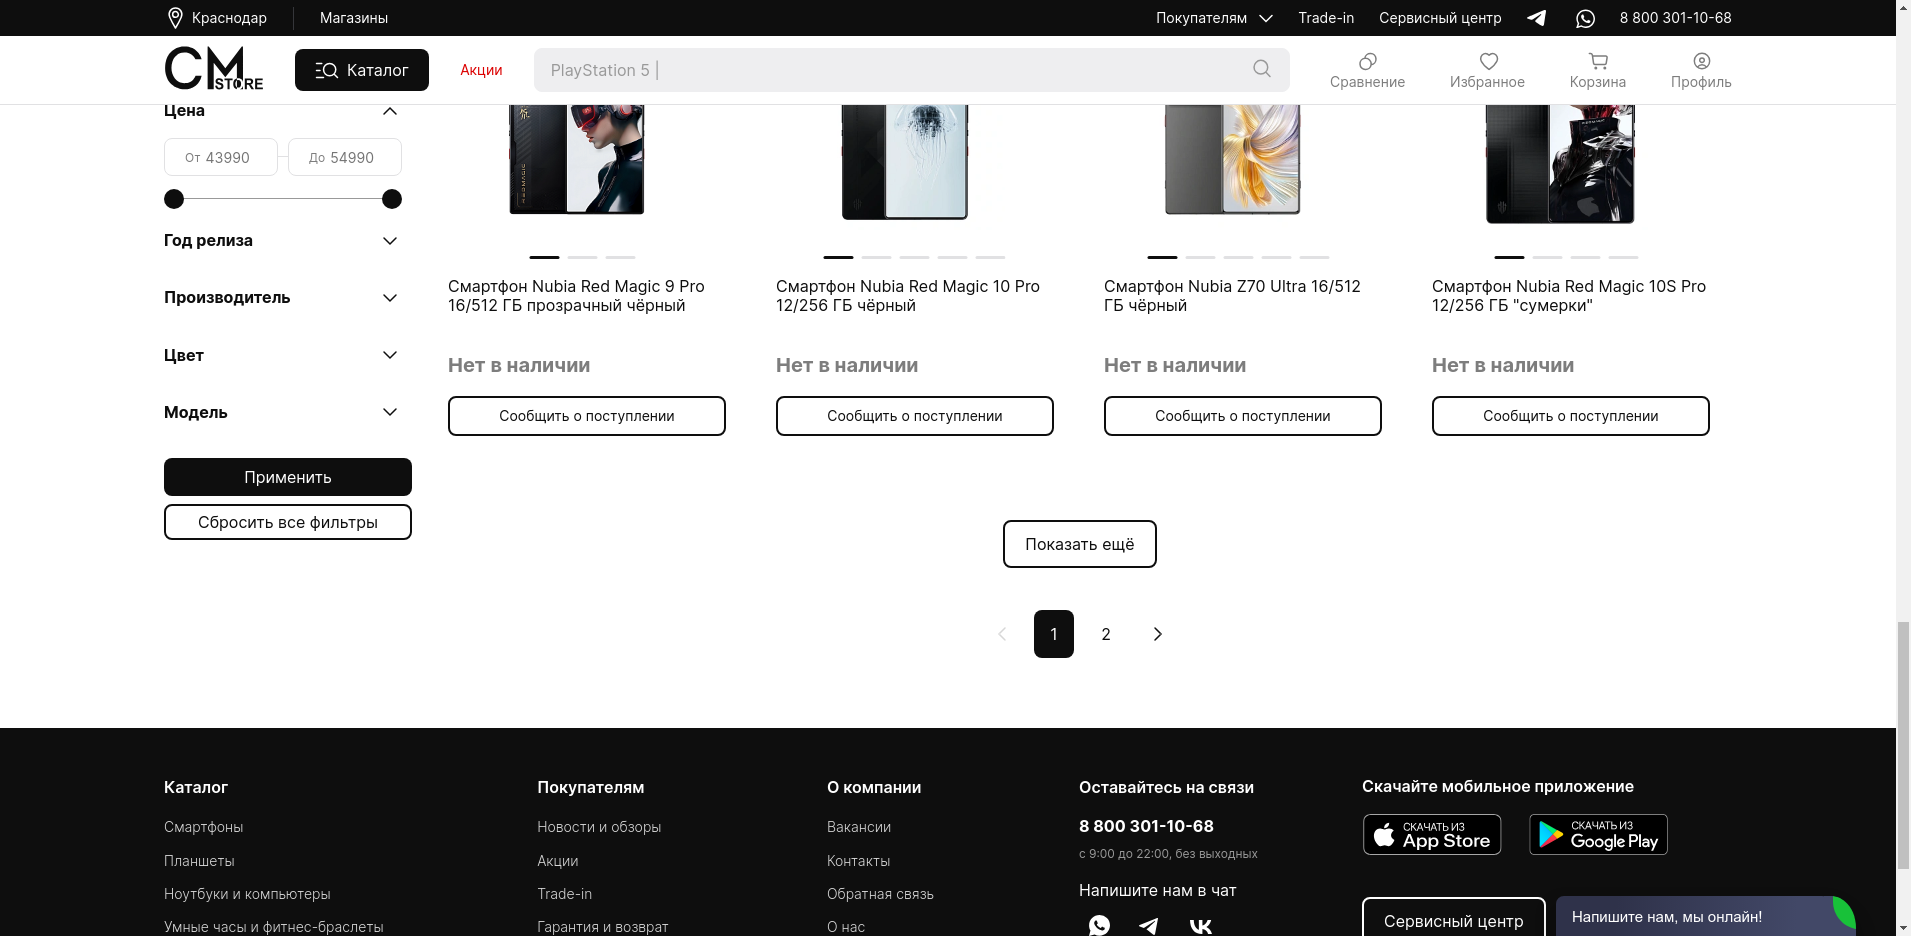 Краснодар
Магазины
Покупателям
Trade-in
Сервисный центр
8 800 301-10-68
CM STORE
Каталог
Акции
PlayStation 5 |
Сравнение
Избранное
Корзина
Профиль
Цена
От 43990
До 54990
Год релиза
Производитель
Цвет
Модель
Применить
Сбросить все фильтры
Смартфон Nubia Red Magic 9 Pro
16/512 ГБ прозрачный чёрный
Нет в наличии
Сообщить о поступлении
Смартфон Nubia Red Magic 10 Pro
12/256 ГБ чёрный
Нет в наличии
Сообщить о поступлении
Смартфон Nubia Z70 Ultra 16/512
ГБ чёрный
Нет в наличии
Сообщить о поступлении
Смартфон Nubia Red Magic 10S Pro
12/256 ГБ "сумерки"
Нет в наличии
Сообщить о поступлении
Показать ещё
1
2
Каталог
Смартфоны
Планшеты
Ноутбуки и компьютеры
Умные часы и фитнес-браслеты
Покупателям
Новости и обзоры
Акции
Trade-in
Гарантия и возврат
О компании
Вакансии
Контакты
Обратная связь
О нас
Оставайтесь на связи
8 800 301-10-68
с 9:00 до 22:00, без выходных
Напишите нам в чат
Скачайте мобильное приложение
СКАЧАТЬ ИЗ
App Store
СКАЧАТЬ ИЗ
Google Play
Сервисный центр
Напишите нам, мы онлайн!